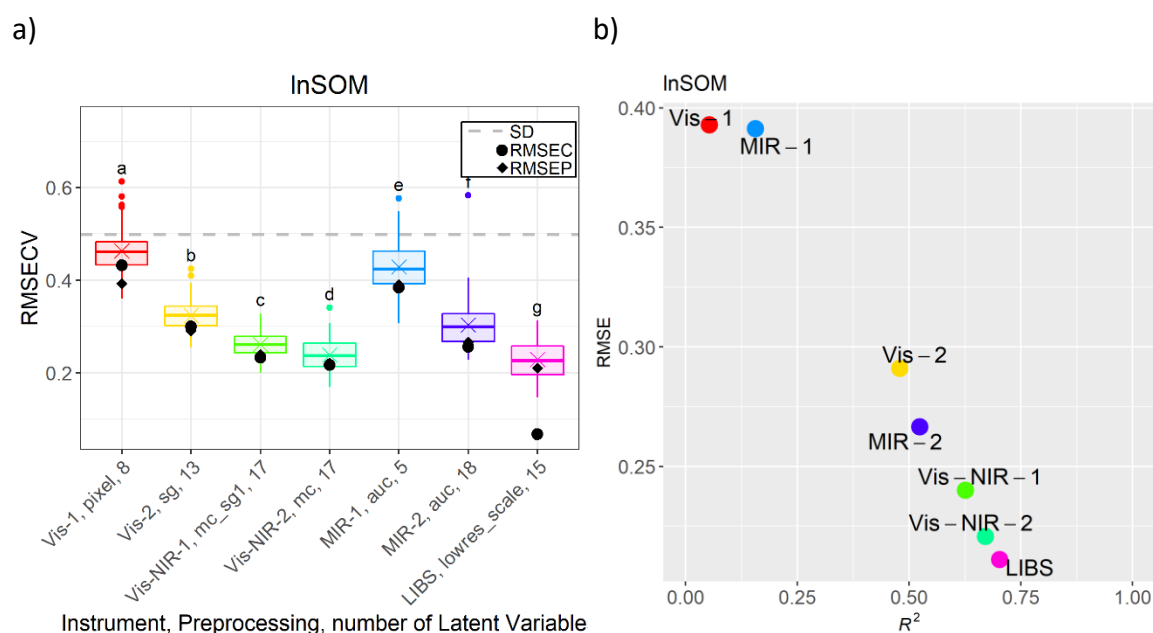 a)
lnSOM
SD
RMSEC
RMSEP
a
b
c
d
e
f
g
RMSECV
0.6
0.4
0.2
Vis-1, pixel, 8
Vis-2, sg, 13
Vis-NIR-1, mc_sg1, 17
Vis-NIR-2, mc, 17
MIR-1, auc, 5
MIR-2, auc, 18
LIBS, lowres_scale, 15
Instrument, Preprocessing, number of Latent Variable
b)
lnSOM
0.40
0.35
0.30
0.25
RMSE
Vis – 1
MIR – 1
Vis – 2
MIR – 2
Vis – NIR – 1
Vis – NIR – 2
LIBS
0.00
0.25
0.50
0.75
1.00
R²